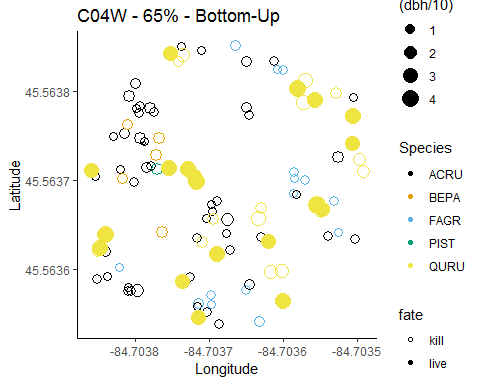 C04W - 65% - Bottom-Up
(dbh/10)
1
2
3
4
Species
ACRU
BEPA
FAGR
PIST
QURU
fate
kill
live
45.5638
45.5637
45.5636
Latitude
-84.7038
-84.7037
-84.7036
-84.7035
Longitude